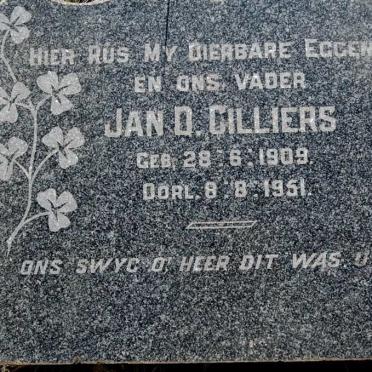 HIER RUS MY DIERBARE EGGEN
EN ONS VADER
JAN D. CILLIERS
GEB. 28.6.1909.
OORL. 8.8.1951.
ONS SWYG O' HEER DIT WAS U